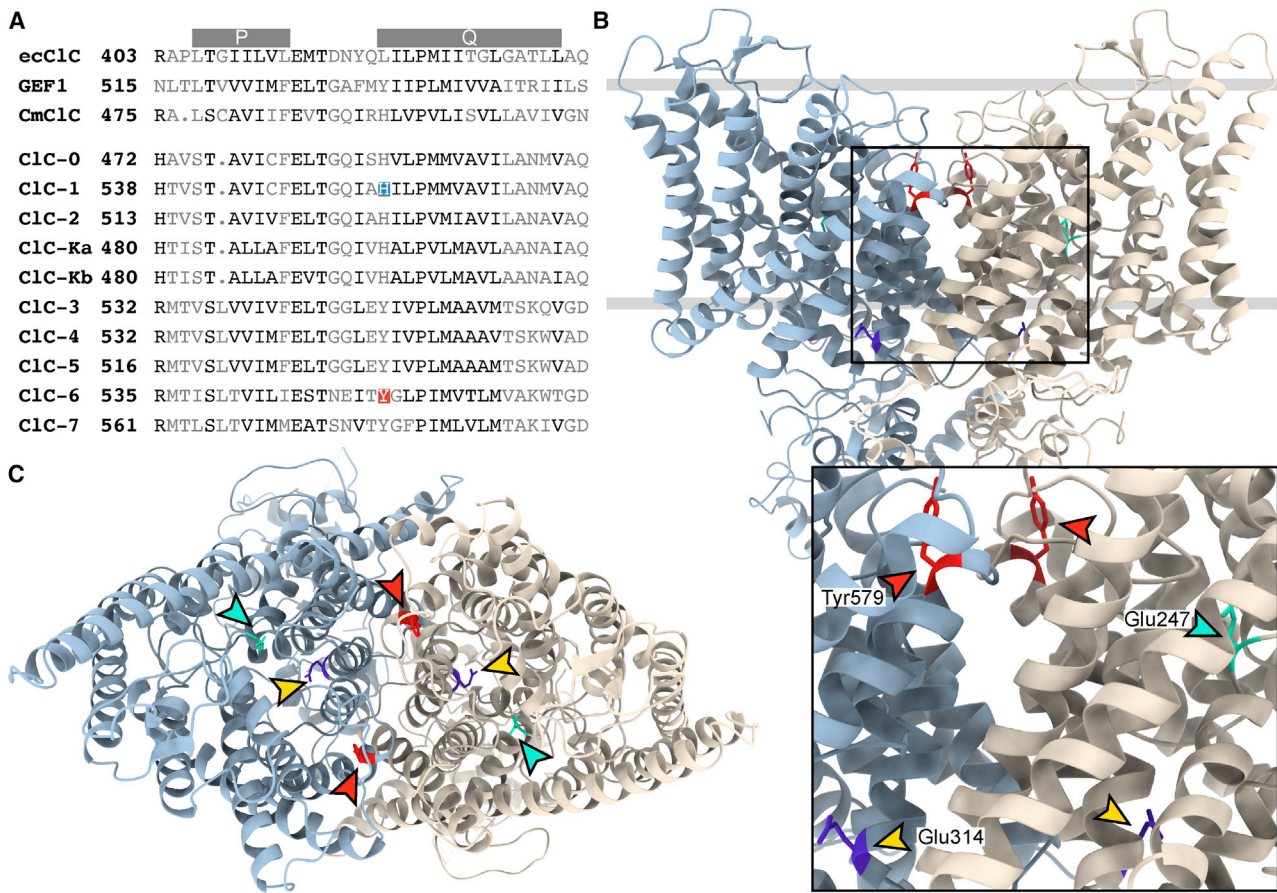 A
P Q
ecClC 403 RAPLTGIILVLEMTDNYQLILPMIITGLGATLLAQ
GEF1 515 NLTLTVVVIMFELTGAFMYIIPLMIVVAITRIILS
CmClC 475 RA.LSCAVIIFEVTGQIRHLVPVLISVLLAVIVGN
ClC-0 472 HAVST.AVICFELTGQISHVLPMMVAVILANMVAQ
ClC-1 538 HTVST.AVICFELTGQIAHILPMMVAVILANMVAQ
ClC-2 513 HTVST.AVIVFELTGQIAHILPVMIAVILANAVAQ
ClC-Ka 480 HTIST.ALLAFELTGQIVHALPVLMAVLAANAIAQ
ClC-Kb 480 HTIST.ALLAFEVTGQIVHALPVLMAVLAANAIAQ
ClC-3 532 RMTVSLVVIVFELTGGLEYIVPLMAAVMTSKQVGD
ClC-4 532 RMTVSLVVIMFELTGGLEYIVPLMAAAVTSKWVAD
ClC-5 516 RMTVSLVVIMFELTGGLEYIVPLMAAAMTSKWVAD
ClC-6 535 RMTISLTVILIESTNEITYGLPIMVTLMVAKWTGD
ClC-7 561 RMTLSLTVIMMEATSNVTYGFPIMLVLMTAKIVGD
B
Tyr579
Glu247
Glu314
C